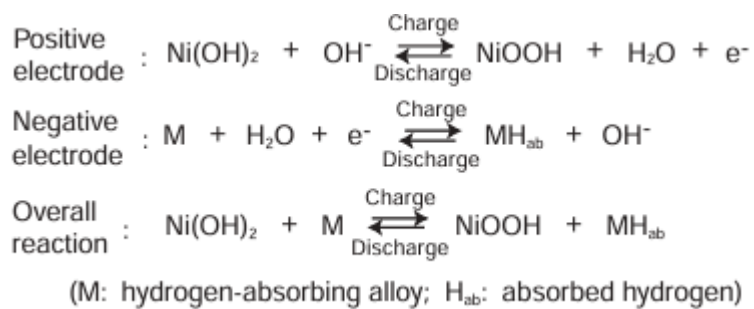 Positive electrode : Ni(OH)₂ + OH⁻ Charge ⇌ Discharge NiOOH + H₂O + e⁻
Negative electrode : M + H₂O + e⁻ Charge ⇌ Discharge MHₐb + OH⁻
Overall reaction : Ni(OH)₂ + M Charge ⇌ Discharge NiOOH + MHₐb
(M: hydrogen-absorbing alloy; Hₐb: absorbed hydrogen)